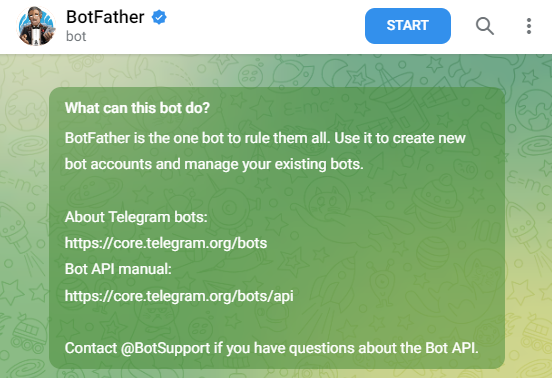 BotFather
bot
START
What can this bot do?
BotFather is the one bot to rule them all. Use it to create new
bot accounts and manage your existing bots.
About Telegram bots:
https://core.telegram.org/bots
Bot API manual:
https://core.telegram.org/bots/api
Contact @BotSupport if you have questions about the Bot API.